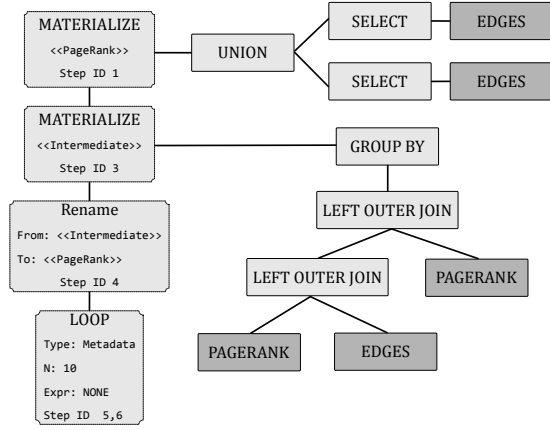 MATERIALIZE
<<PageRank>>
Step ID 1
UNION
SELECT
EDGES
SELECT
EDGES
MATERIALIZE
<<Intermediate>>
Step ID 3
GROUP BY
LEFT OUTER JOIN
LEFT OUTER JOIN
PAGERANK
PAGERANK
EDGES
Rename
From: <<Intermediate>>
To: <<PageRank>>
Step ID 4
LOOP
Type: Metadata
N: 10
Expr: NONE
Step ID 5,6